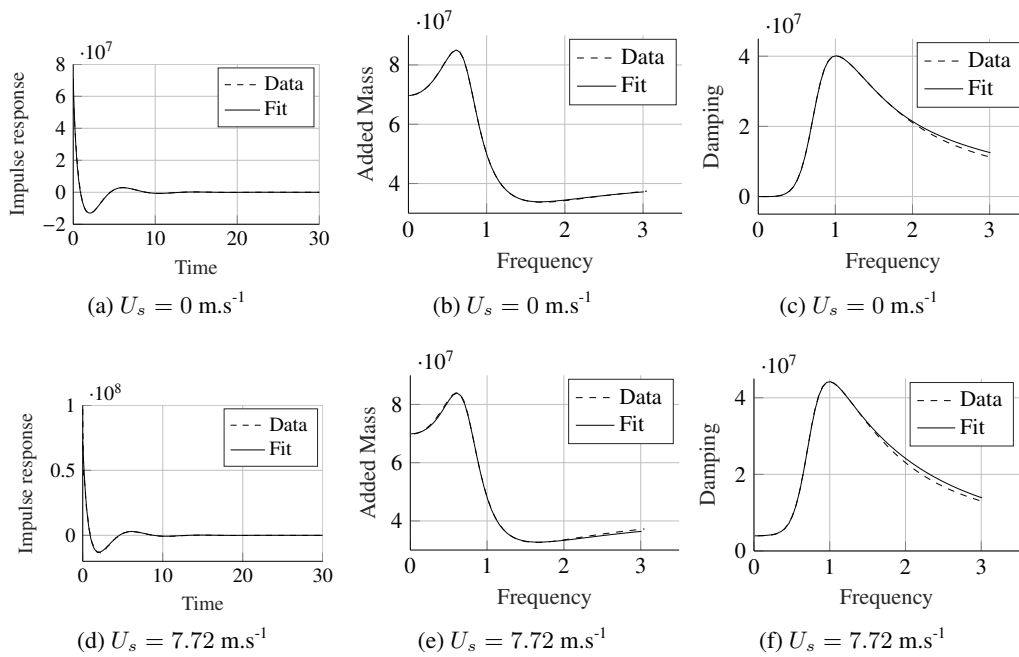 ·10^7
8
6
4
2
0
−2
0 10 20 30
Impulse response
Time
Data
Fit
(a) U_s = 0 m.s^-1
·10^7
8
6
4
0 1 2 3
Added Mass
Frequency
Data
Fit
(b) U_s = 0 m.s^-1
·10^7
4
2
0
0 1 2 3
Damping
Frequency
Data
Fit
(c) U_s = 0 m.s^-1
·10^8
1
0.5
0
0 10 20 30
Impulse response
Time
Data
Fit
(d) U_s = 7.72 m.s^-1
·10^7
8
6
4
0 1 2 3
Added Mass
Frequency
Data
Fit
(e) U_s = 7.72 m.s^-1
·10^7
4
2
0
0 1 2 3
Damping
Frequency
Data
Fit
(f) U_s = 7.72 m.s^-1